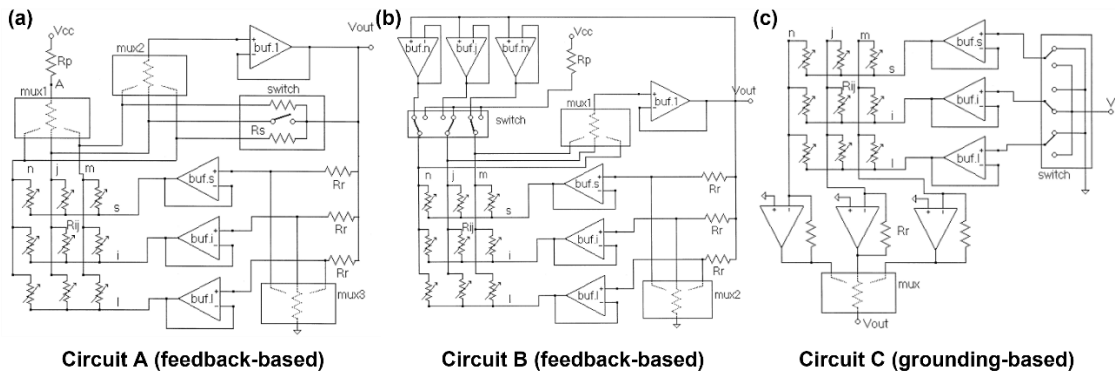 (a)
Vcc
Rp
A
mux1
mux2
buf.1
Vout
switch
Rs
n j m
s
Rij
i
l
buf.s
buf.i
buf.l
Rr
Rr
Rr
mux3
Circuit A (feedback-based)
(b)
buf.n
buf.j
buf.m
Vcc
Rp
mux1
buf.1
Vout
switch
n j m
s
Rij
i
l
buf.s
buf.i
buf.l
Rr
Rr
Rr
mux2
Circuit B (feedback-based)
(c)
n j m
s
Rij
i
l
buf.s
buf.i
buf.l
switch
Rr
mux
Vout
Circuit C (grounding-based)